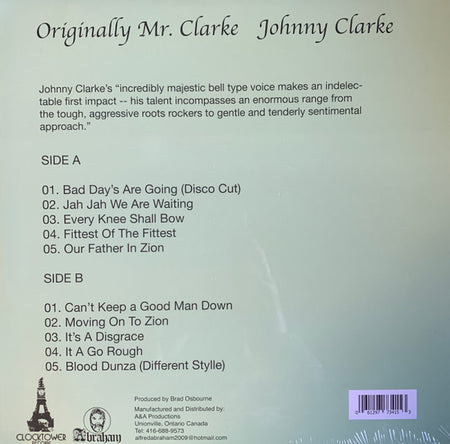 Originally Mr. Clarke Johnny Clarke
Johnny Clarke's "incredibly majestic bell type voice makes an indelec-
table first impact -- his talent incompasses an enormous range from
the tough, aggressive roots rockers to gentle and tenderly sentimental
approach."
SIDE A
01. Bad Day's Are Going (Disco Cut)
02. Jah Jah We Are Waiting
03. Every Knee Shall Bow
04. Fittest Of The Fittest
05. Our Father In Zion
SIDE B
01. Can't Keep a Good Man Down
02. Moving On To Zion
03. It's A Disgrace
04. It A Go Rough
05. Blood Dunza (Different Stylle)
CLOCKTOWER
RECORDS
Abraham
Produced by Brad Osbourne
Manufactured and Distributed by:
A&A Productions
Unionville, Ontario Canada
Tel: 416-688-9573
alfredabraham2009@hotmail.com